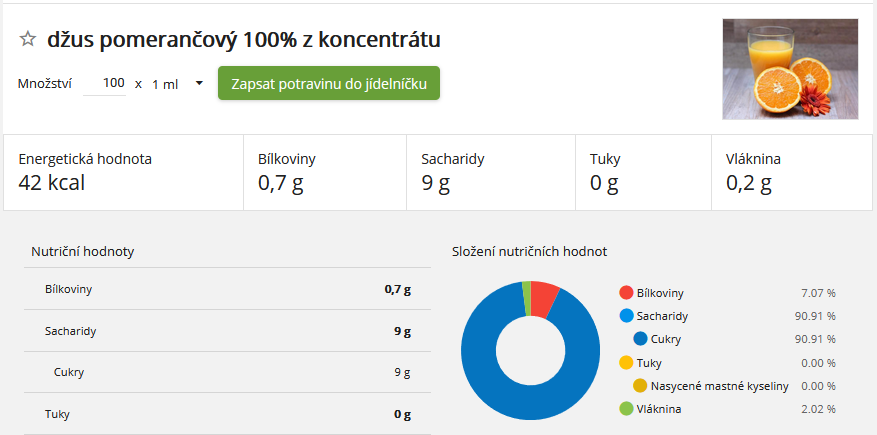 džus pomerančový 100% z koncentrátu
Množství 100 x 1 ml Zapsat potravinu do jídelníčku
Energetická hodnota Bílkoviny Sacharidy Tuky Vláknina
42 kcal 0,7 g 9 g 0 g 0,2 g
Nutriční hodnoty
Bílkoviny 0,7 g
Sacharidy 9 g
Cukry 9 g
Tuky 0 g
Složení nutričních hodnot
Bílkoviny 7.07 %
Sacharidy 90.91 %
Cukry 90.91 %
Tuky 0.00 %
Nasycené mastné kyseliny 0.00 %
Vláknina 2.02 %